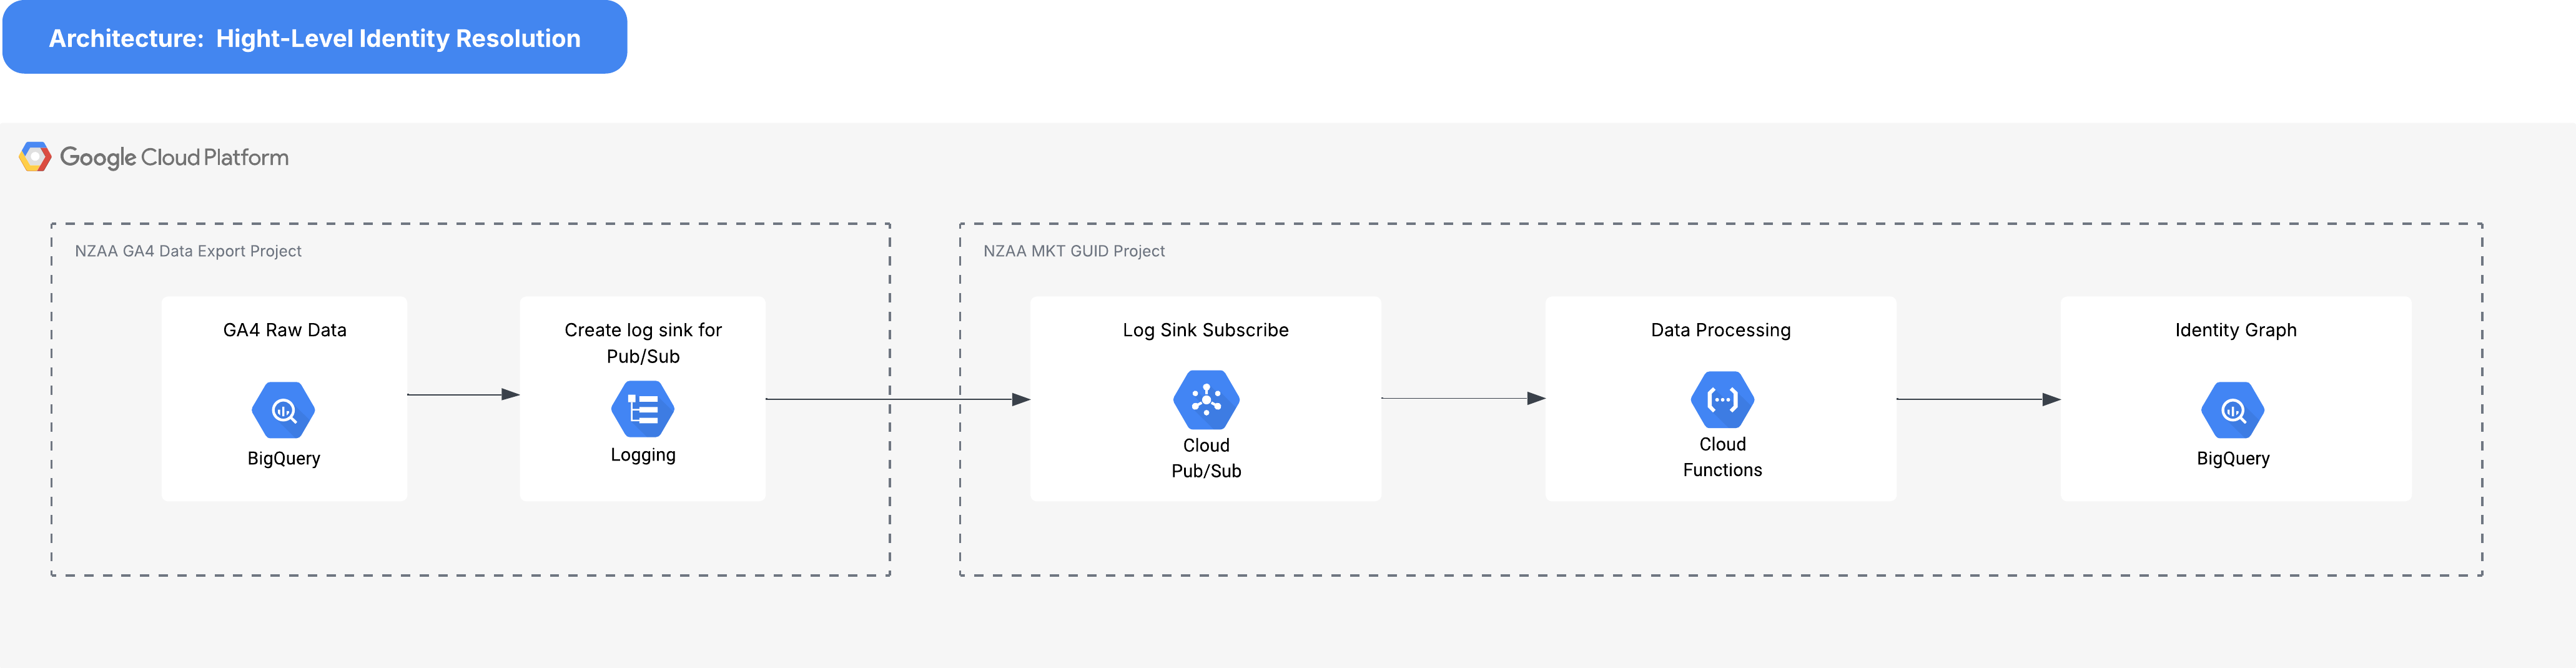 Architecture:  Hight-Level Identity Resolution
Google Cloud Platform
NZAA GA4 Data Export Project
GA4 Raw Data
BigQuery
Create log sink for
Pub/Sub
Logging
NZAA MKT GUID Project
Log Sink Subscribe
Cloud
Pub/Sub
Data Processing
Cloud
Functions
Identity Graph
BigQuery